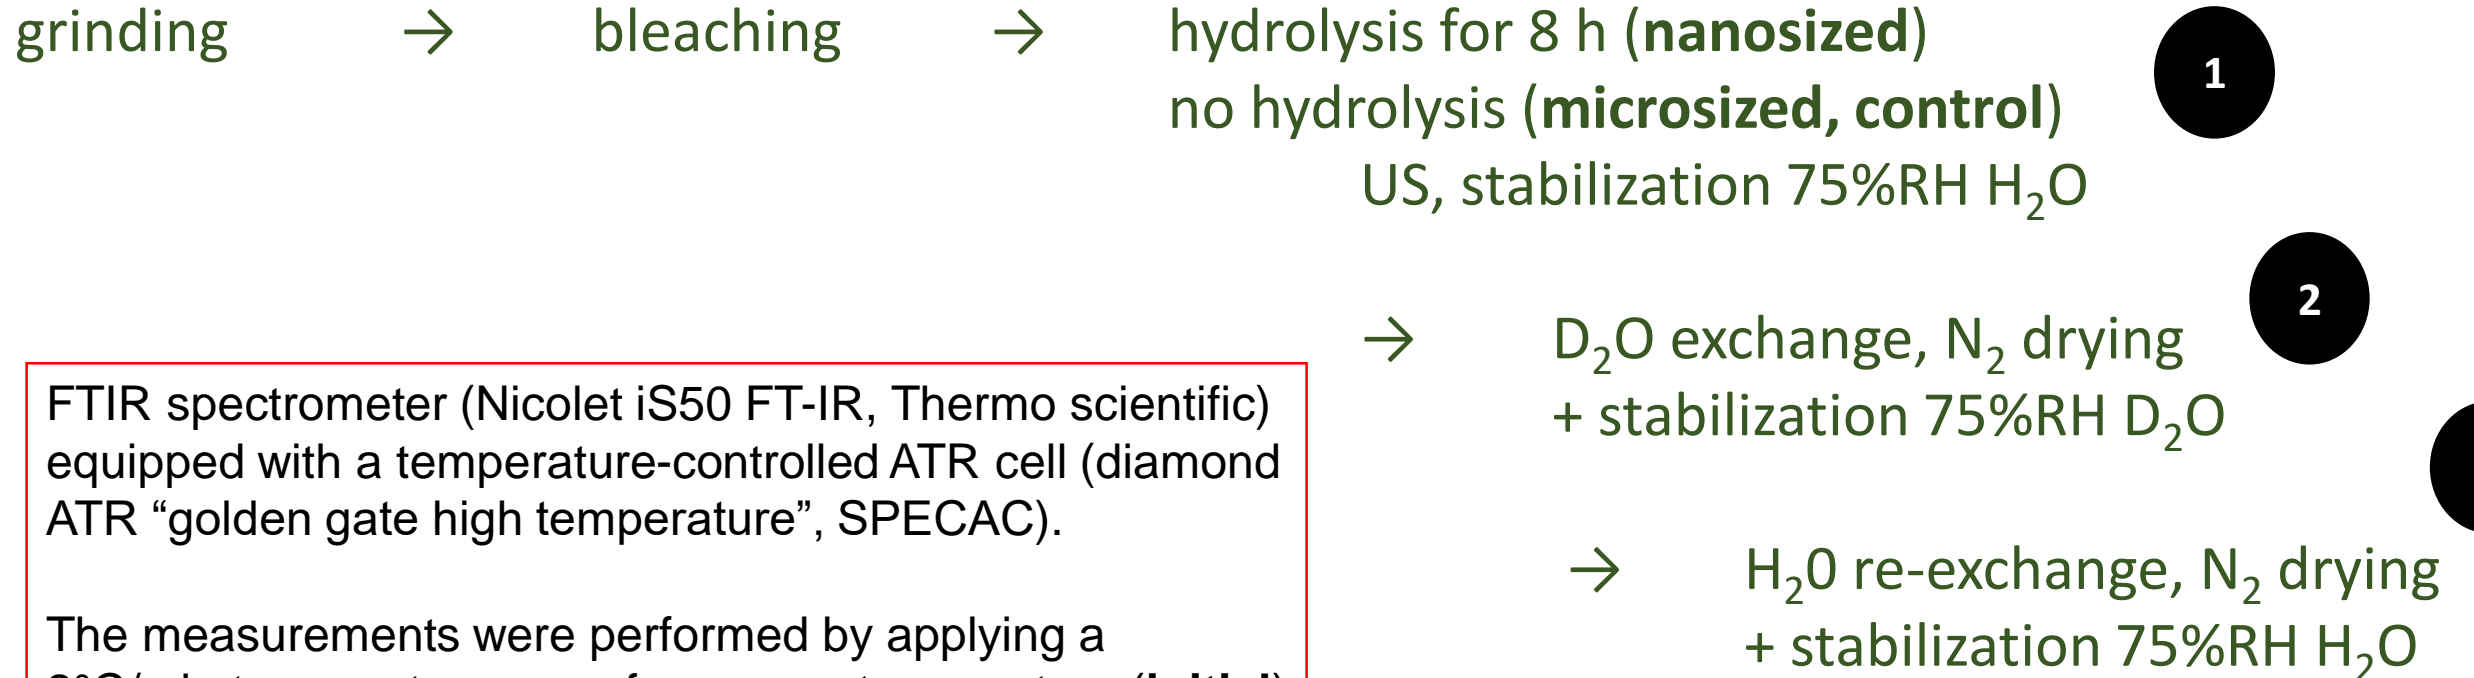 grinding → bleaching → hydrolysis for 8 h (nanosized)
no hydrolysis (microsized, control)
1
US, stabilization 75%RH H₂O
2
→ D₂O exchange, N₂ drying
+ stabilization 75%RH D₂O
→ H₂0 re-exchange, N₂ drying
+ stabilization 75%RH H₂O
FTIR spectrometer (Nicolet iS50 FT-IR, Thermo scientific)
equipped with a temperature-controlled ATR cell (diamond
ATR “golden gate high temperature”, SPECAC).
The measurements were performed by applying a